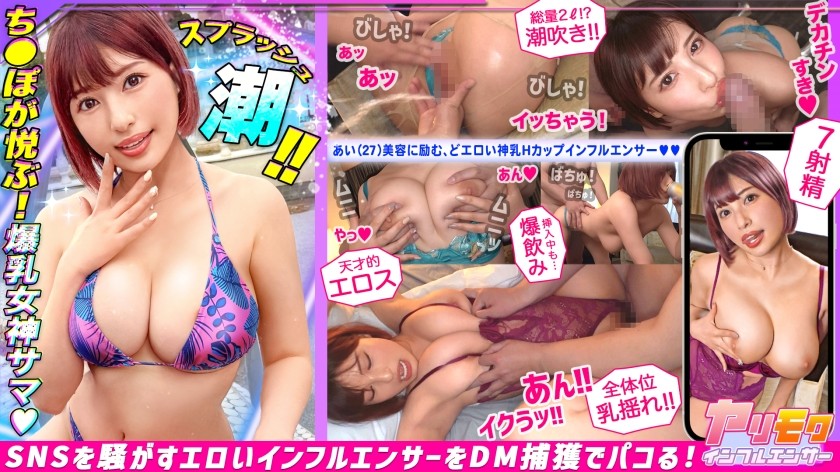 ち●ぽが悦ぶ!爆乳女神サマ♡
スプラッシュ
潮!!
びしゃ!
あッ
あッ
総量2ℓ!?
潮吹き!!
びしゃ!
イッちゃう!
デカチン
すき♥
あい(27)美容に励む、どエロい神乳Hカップインフルエンサー♥♥
ムニ
やっ♥
あん♥
ムニッ
ぱちゅ!
ぱちゅ!
挿入中も…
爆飲み
7射精
天才的
エロス
あん!!
イクうッ!!
全体位
乳揺れ!!
ヤリモク
インフルエンサー
SNSを騒がすエロいインフルエンサーをDM捕獲でパコる!